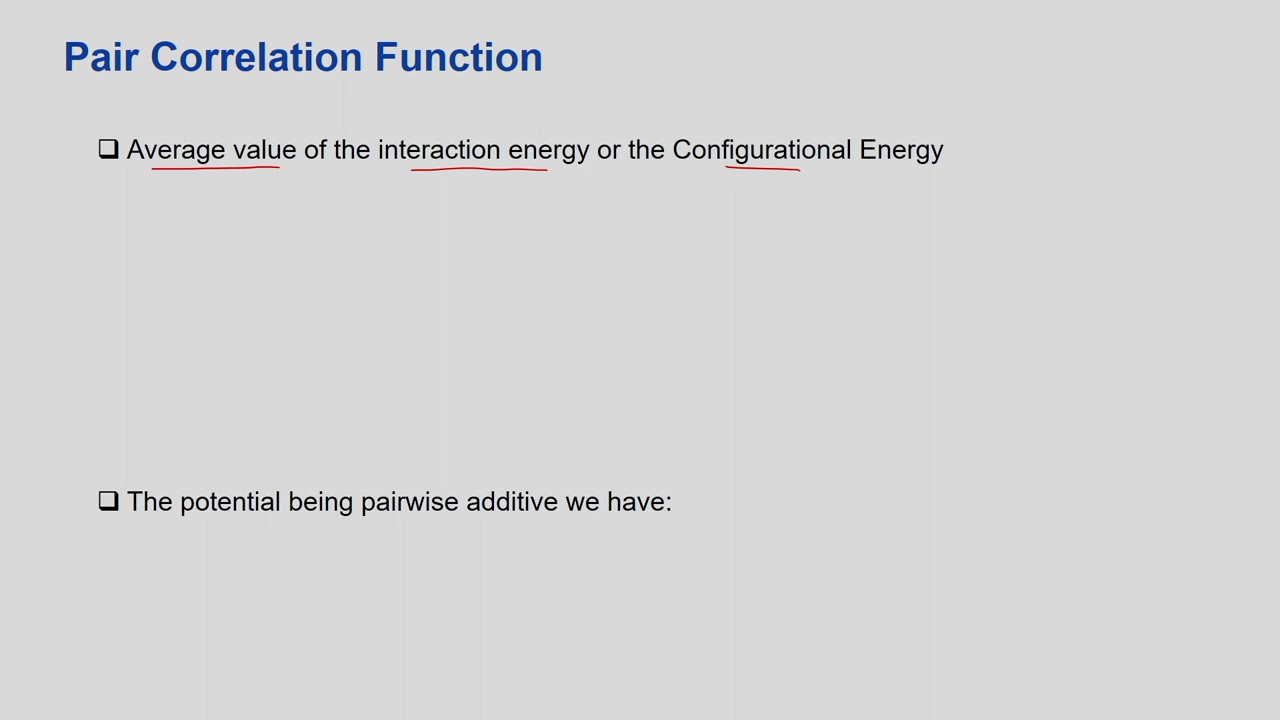 Pair Correlation Function
❑ Average value of the interaction energy or the Configurational Energy
❑ The potential being pairwise additive we have: